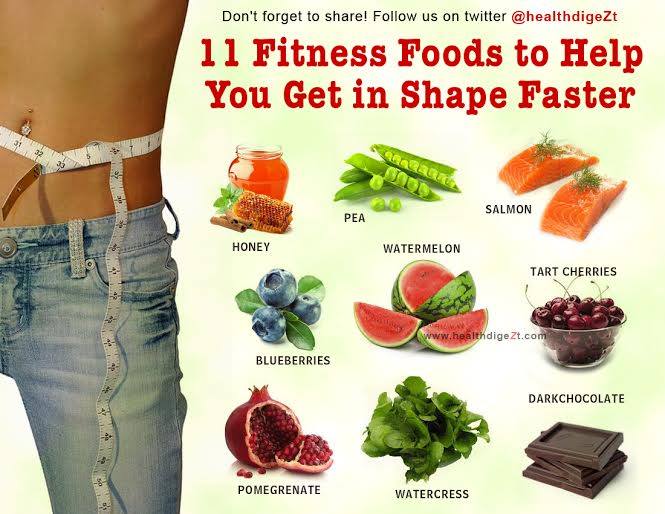 Don't forget to share! Follow us on twitter @healthdigeZt
11 Fitness Foods to Help
You Get in Shape Faster
HONEY
PEA
SALMON
BLUEBERRIES
WATERMELON
TART CHERRIES
www.healthdigeZt.com
POMEGRENATE
WATERCRESS
DARKCHOCOLATE